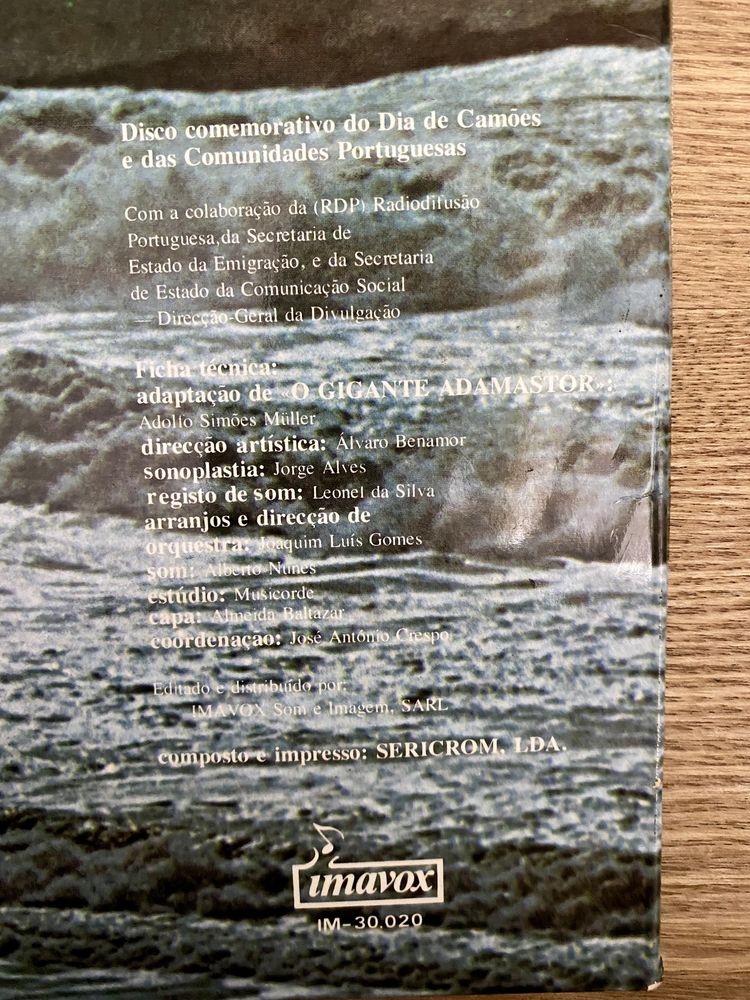 Disco comemorativo do Dia de Camões
e das Comunidades Portuguesas
Com a colaboração da (RDP) Radiodifusão
Portuguesa,da Secretaria de
Estado da Emigração, e da Secretaria
de Estado da Comunicação Social
— Direcção-Geral da Divulgação
Ficha técnica:
adaptação de «O GIGANTE ADAMASTOR»:
Adolfo Simões Müller
direcção artística: Álvaro Benamor
sonoplastia: Jorge Alves
registo de som: Leonel da Silva
arranjos e direcção de
orquestra: Joaquim Luís Gomes
som: Alberto Nunes
estúdio: Musicorde
capa: Almeida Baltazar
coordenação: José António Crespo
Editado e distribuído por:
IMAVOX Som e Imagem, SARL
composto e impresso: SERICROM, LDA.
imavox
IM-30.020